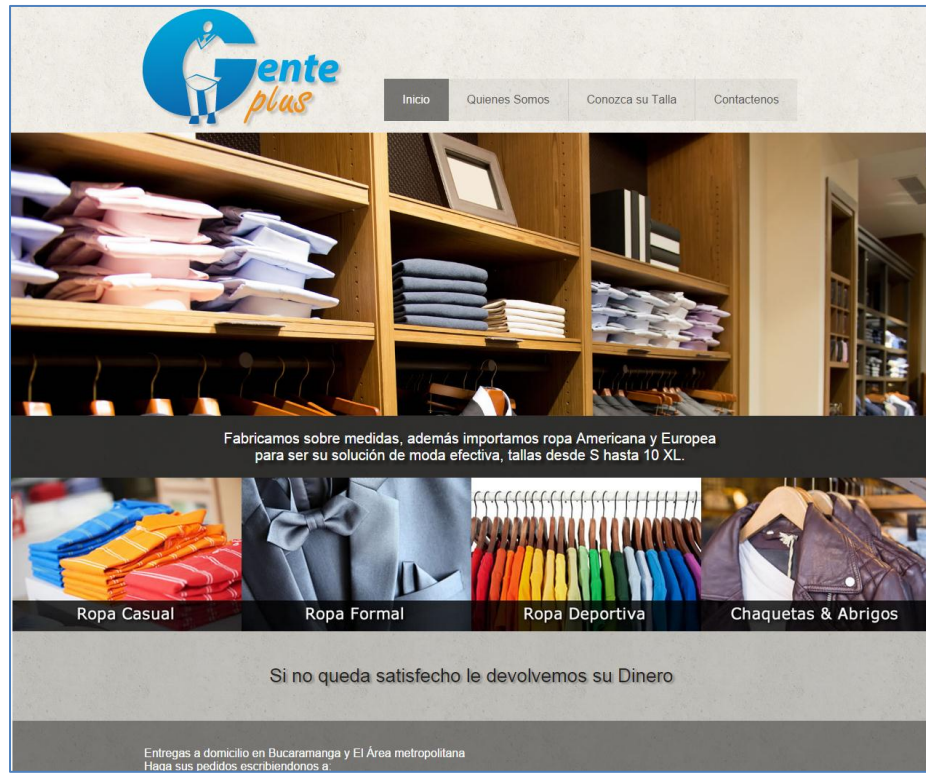 Gente
plus
Inicio
Quienes Somos
Conozca su Talla
Contactenos
Fabricamos sobre medidas, además importamos ropa Americana y Europea
para ser su solución de moda efectiva, tallas desde S hasta 10 XL.
Ropa Casual
Ropa Formal
Ropa Deportiva
Chaquetas & Abrigos
Si no queda satisfecho le devolvemos su Dinero
Entregas a domicilio en Bucaramanga y El Área metropolitana
Haga sus pedidos escribiendonos a: